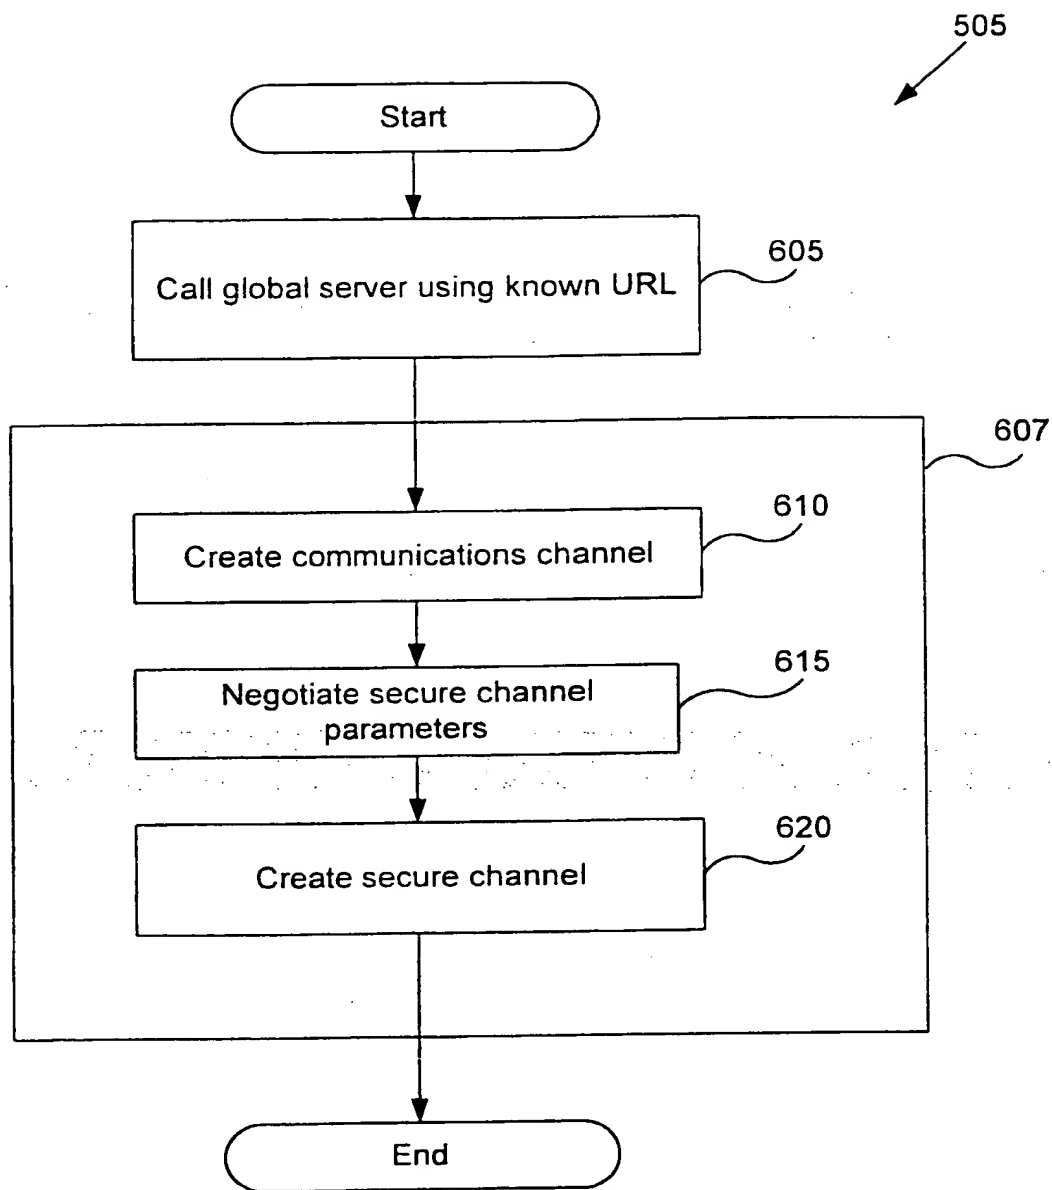 505
Start
605
Call global server using known URL
607
610
Create communications channel
615
Negotiate secure channel
parameters
620
Create secure channel
End